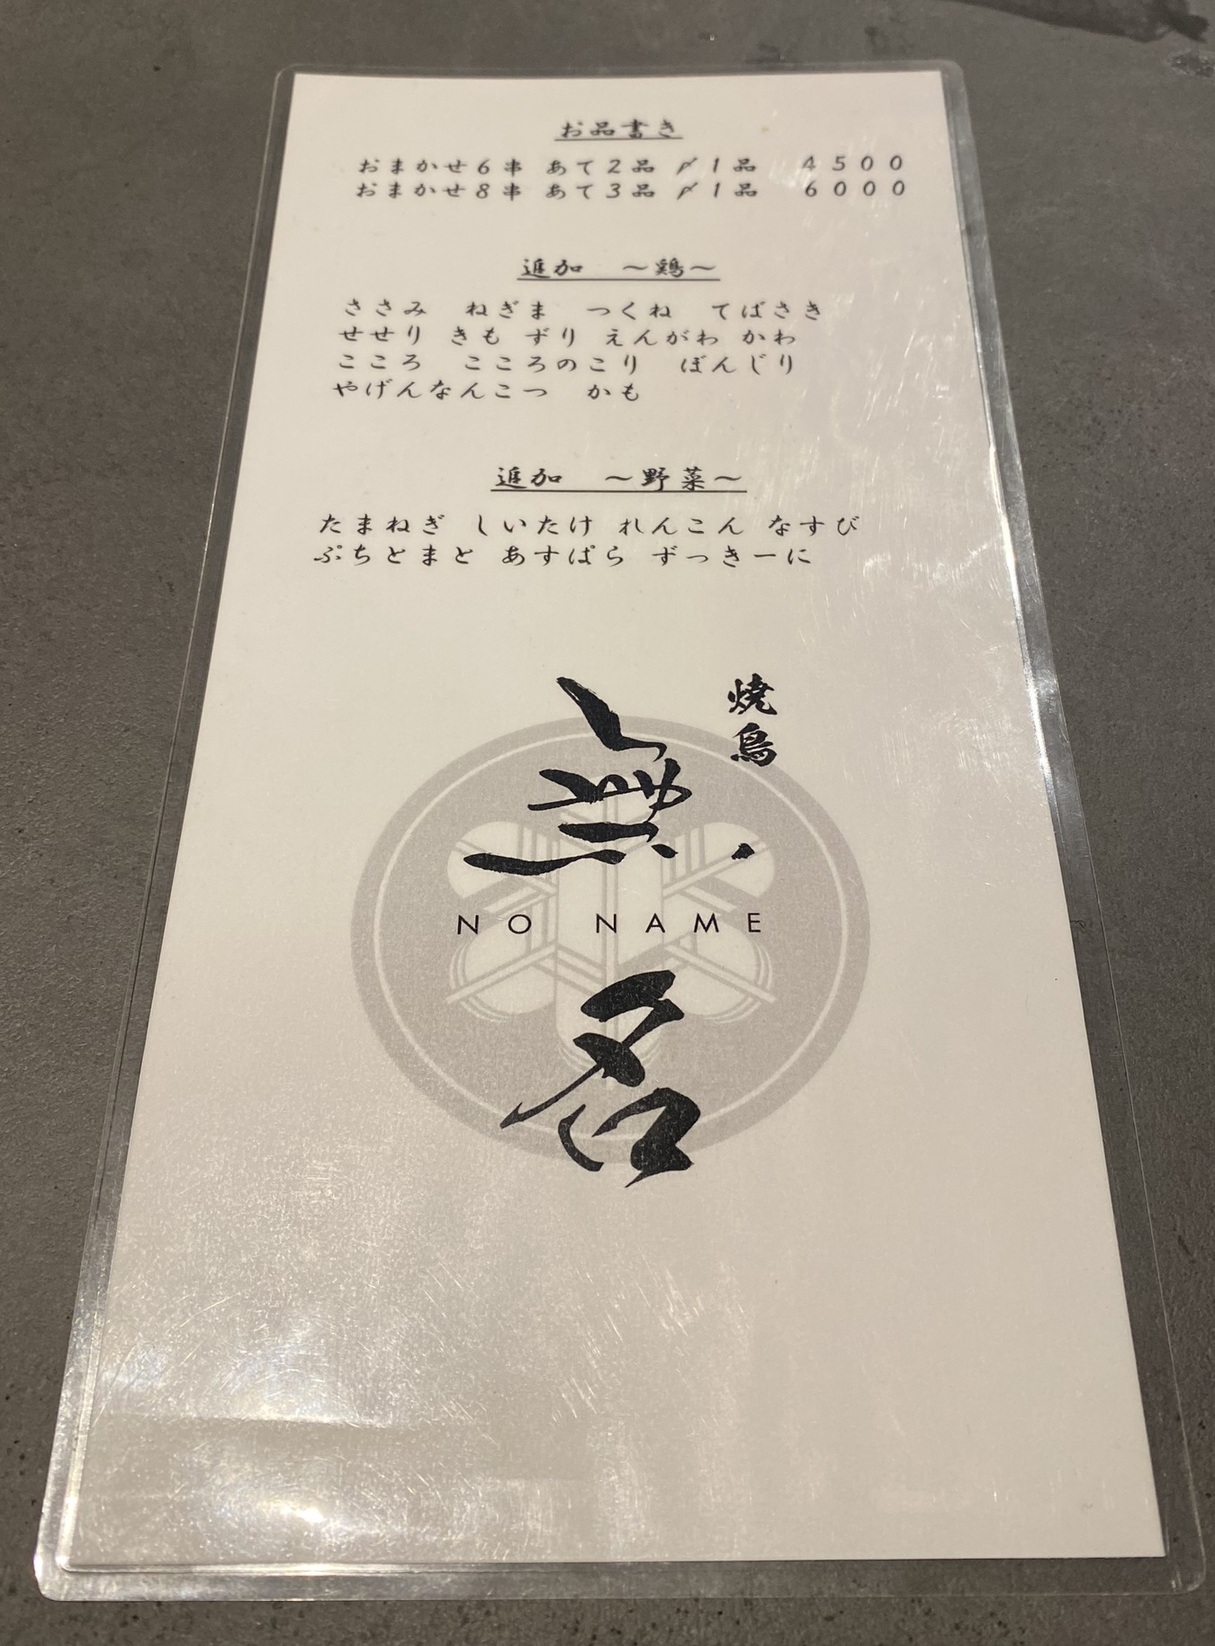 お品書き
おまかせ6串 あて2品 〆1品 4500
おまかせ8串 あて3品 〆1品 6000
追加 ～鶏～
ささみ ねぎま つくね てばさき
せせり きも ずり えんがわ かわ
こころ こころのこり ぼんじり
やげんなんこつ かも
追加 ～野菜～
たまねぎ しいたけ れんこん なすび
ぷちとまと あすぱら ずっきーに
焼鳥
無名
NO NAME